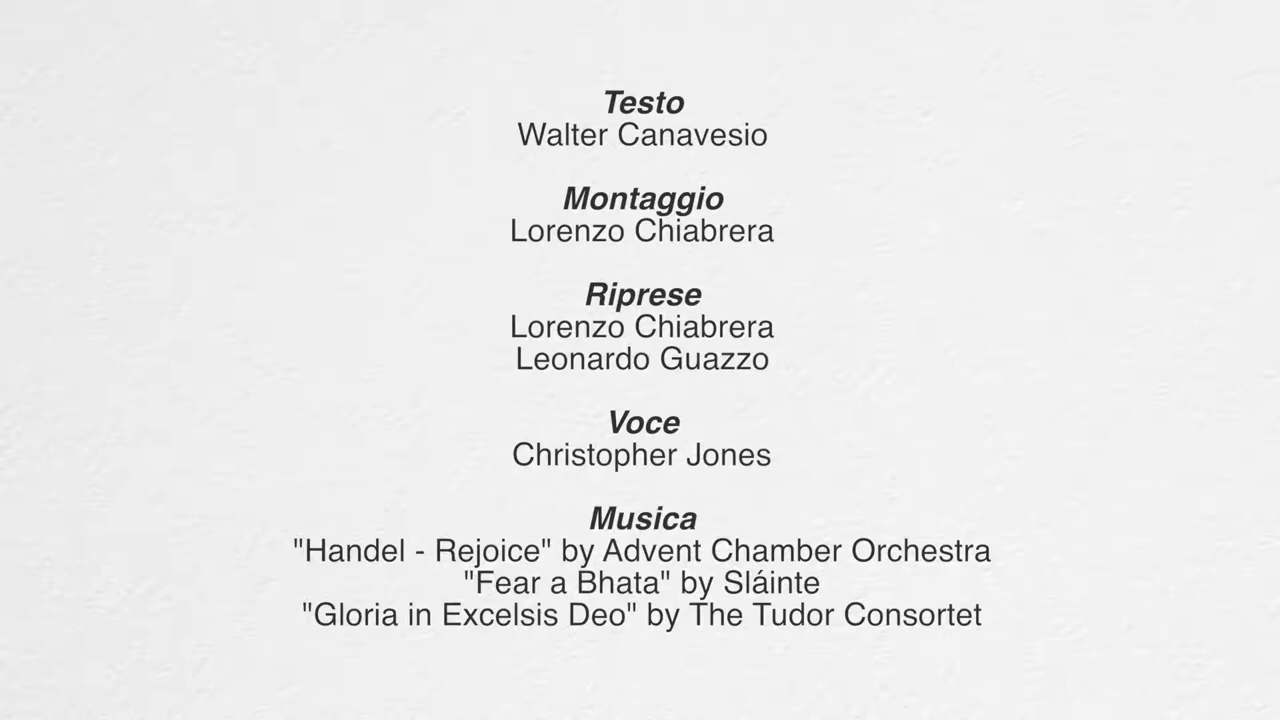 Testo
Walter Canavesio
Montaggio
Lorenzo Chiabrera
Riprese
Lorenzo Chiabrera
Leonardo Guazzo
Voce
Christopher Jones
Musica
"Handel - Rejoice" by Advent Chamber Orchestra
"Fear a Bhata" by Sláinte
"Gloria in Excelsis Deo" by The Tudor Consortet